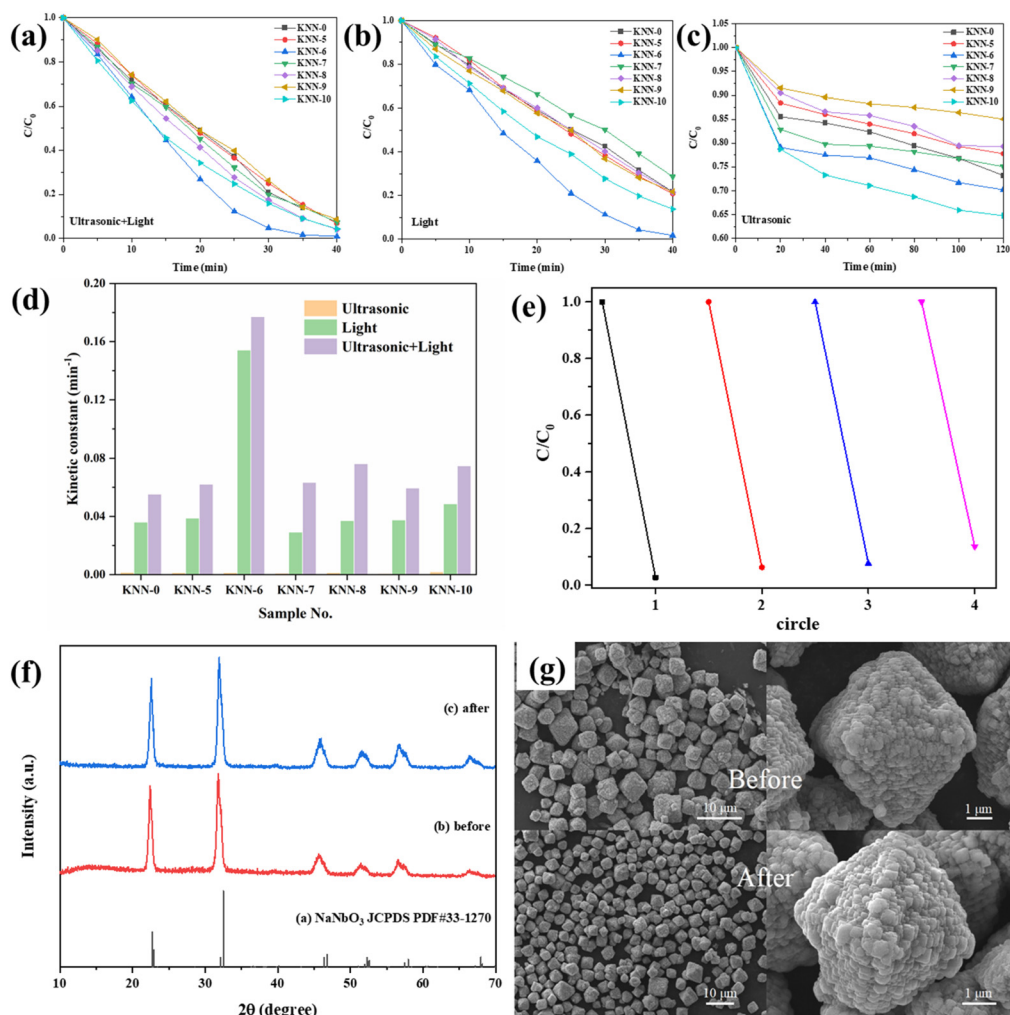 (a)
KNN-0
KNN-5
KNN-6
KNN-7
KNN-8
KNN-9
KNN-10
1.0
0.8
0.6
0.4
0.2
0.0
C/C0
Ultrasonic+Light
0 10 20 30 40
Time (min)
(b)
KNN-0
KNN-5
KNN-6
KNN-7
KNN-8
KNN-9
KNN-10
1.0
0.8
0.6
0.4
0.2
0.0
C/C0
Light
0 10 20 30 40
Time (min)
(c)
KNN-0
KNN-5
KNN-6
KNN-7
KNN-8
KNN-9
KNN-10
1.05
1.00
0.95
0.90
0.85
0.80
0.75
0.70
0.65
0.60
C/C0
Ultrasonic
0 20 40 60 80 100 120
Time (min)
(d)
Ultrasonic
Light
Ultrasonic+Light
0.20
0.16
0.12
0.08
0.04
0.00
Kinetic constant (min-1)
KNN-0 KNN-5 KNN-6 KNN-7 KNN-8 KNN-9 KNN-10
Sample No.
(e)
1.0
0.8
0.6
0.4
0.2
0.0
C/C0
1 2 3 4
circle
(f)
(c) after
(b) before
(a) NaNbO3 JCPDS PDF#33-1270
Intensity (a.u.)
10 20 30 40 50 60 70
2θ (degree)
(g)
Before
10 μm
1 μm
After
10 μm
1 μm